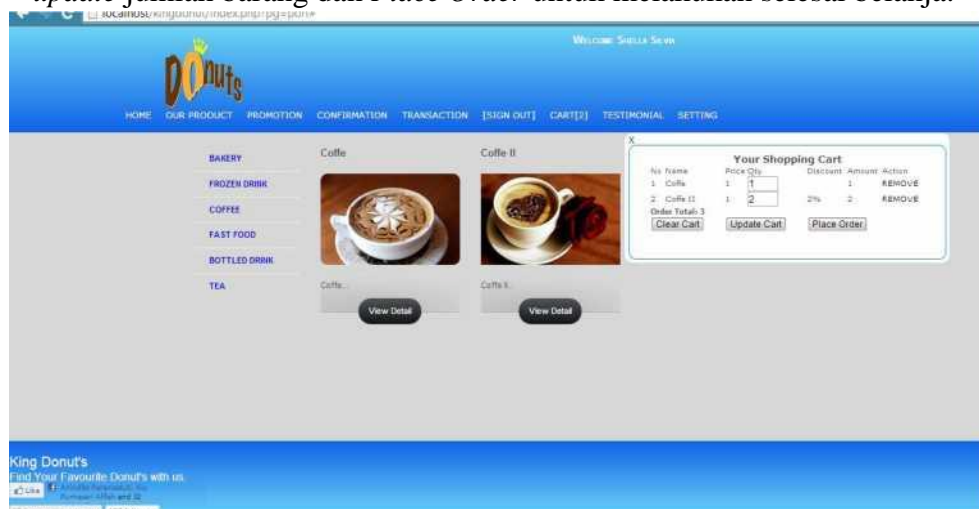 update jumlah barang dan Place Order untuk melakukan selesai belanja.
localhost/kingdonut/index.php?pg=port#
Welcome Shella Silvia
DOnuts
HOME OUR PRODUCT PROMOTION CONFIRMATION TRANSACTION [SIGN OUT] CART[2] TESTIMONIAL SETTING
BAKERY
FROZEN DRINK
COFFEE
FAST FOOD
BOTTLED DRINK
TEA
Coffe
Coffe II
Coffe...
Coffe II...
View Detail
View Detail
X
Your Shopping Cart
No Name Price Qty Discount Amount Action
1 Coffe 1 1 1 REMOVE
2 Coffe II 1 2 2% 2 REMOVE
Order Total: 3
Clear Cart Update Cart Place Order
King Donut's
Find Your Favourite Donut's with us.
Like